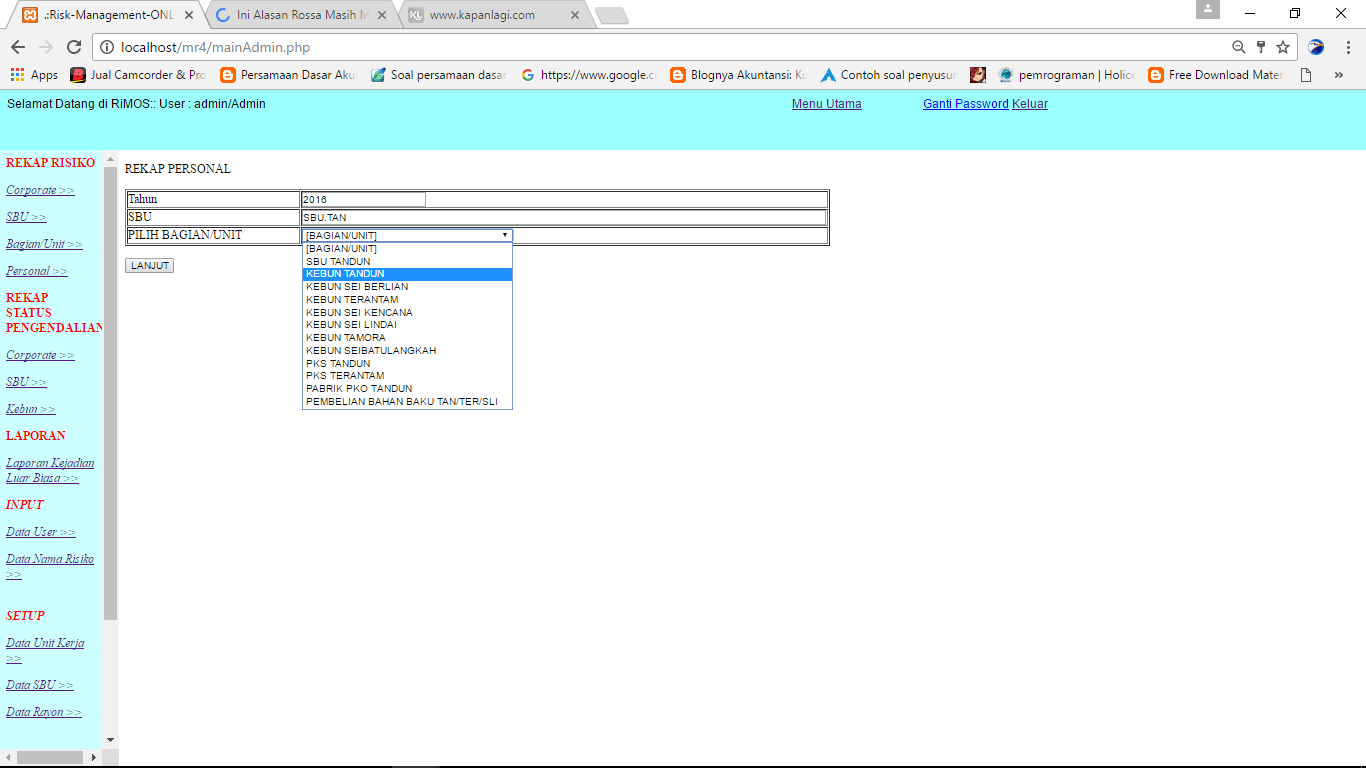 .:Risk-Management-ONL
Ini Alasan Rossa Masih M
KL www.kapanlagi.com
localhost/mr4/mainAdmin.php
Apps
Jual Camcorder & Pro
Persamaan Dasar Aku
Soal persamaan dasar
https://www.google.c
Blognya Akuntansi: Ku
Contoh soal penyusun
pemrograman | Holice
Free Download Mater
»
Selamat Datang di RiMOS:: User : admin/Admin
Menu Utama
Ganti Password Keluar
REKAP RISIKO
Corporate >>
SBU >>
Bagian/Unit >>
Personal >>
REKAP
STATUS
PENGENDALIAN
Corporate >>
SBU >>
Kebun >>
LAPORAN
Laporan Kejadian
Luar Biasa >>
INPUT
Data User >>
Data Nama Risiko
>>
SETUP
Data Unit Kerja
>>
Data SBU >>
Data Rayon >>
REKAP PERSONAL
Tahun 2016
SBU SBU.TAN
PILIH BAGIAN/UNIT [BAGIAN/UNIT]
[BAGIAN/UNIT]
SBU TANDUN
KEBUN TANDUN
KEBUN SEI BERLIAN
KEBUN TERANTAM
KEBUN SEI KENCANA
KEBUN SEI LINDAI
KEBUN TAMORA
KEBUN SEIBATULANGKAH
PKS TANDUN
PKS TERANTAM
PABRIK PKO TANDUN
PEMBELIAN BAHAN BAKU TAN/TER/SLI
LANJUT